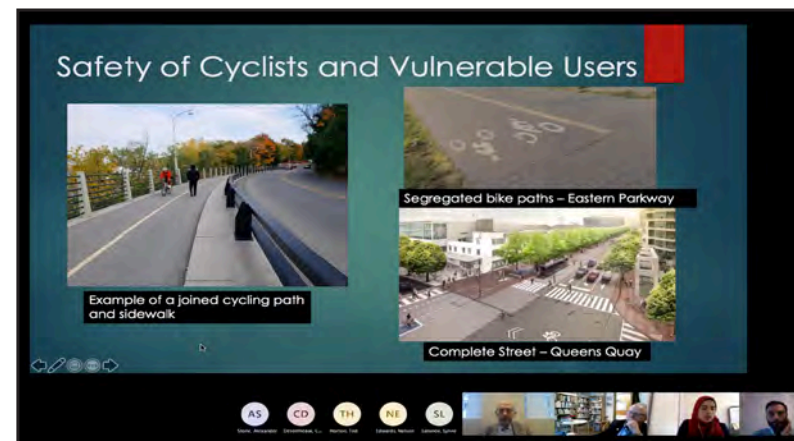 Safety of Cyclists and Vulnerable Users
Example of a joined cycling path
and sidewalk
Segregated bike paths – Eastern Parkway
Complete Street – Queens Quay
AS
CD
TH
NE
SL